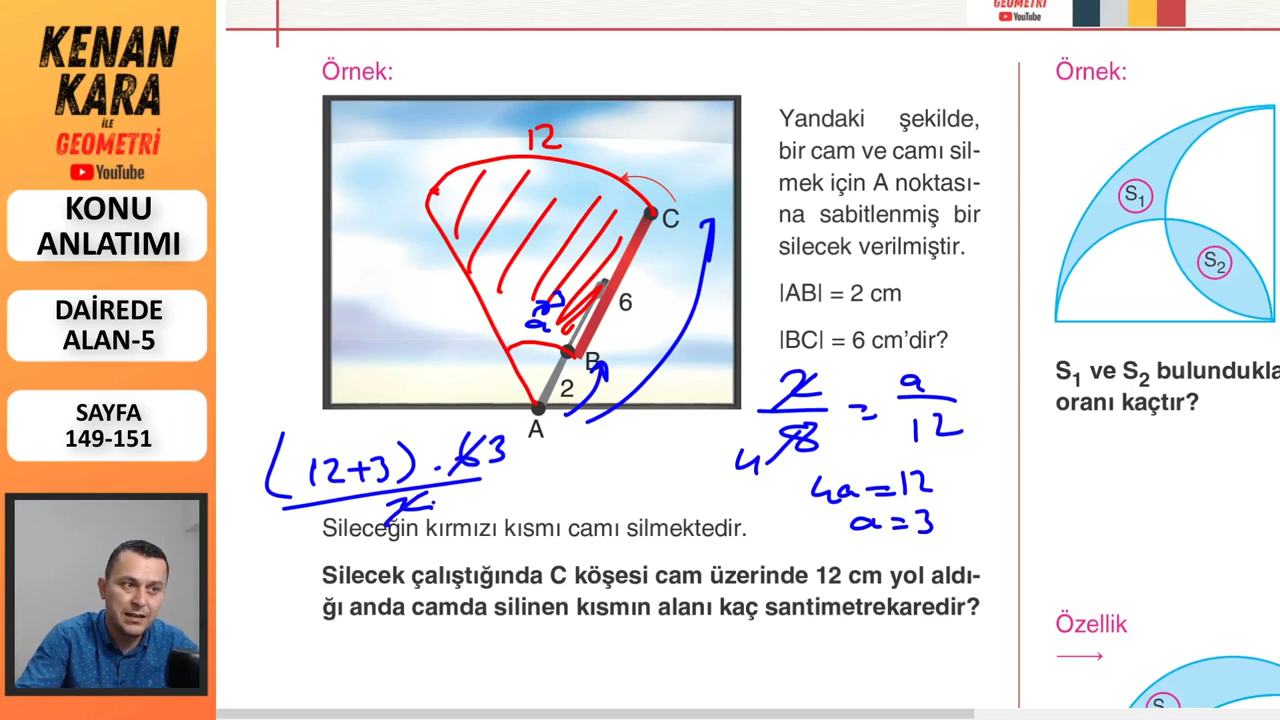 KENAN
KARA
İLE
GEOMETRİ
YouTube
KONU
ANLATIMI
DAİREDE
ALAN-5
SAYFA
149-151
GEOMETRİ
YouTube
Örnek:
12
C
6
a
B
2
A
Yandaki şekilde,
bir cam ve camı sil-
mek için A noktası-
na sabitlenmiş bir
silecek verilmiştir.
|AB| = 2 cm
|BC| = 6 cm'dir?
2/8 = a/12
4
4a = 12
a = 3
(12+3) . 6 3
2
Sileceğin kırmızı kısmı camı silmektedir.
Silecek çalıştığında C köşesi cam üzerinde 12 cm yol aldı-
ğı anda camda silinen kısmın alanı kaç santimetrekaredir?
Örnek:
S1
S2
S1 ve S2 bulundukla
oranı kaçtır?
Özellik
S